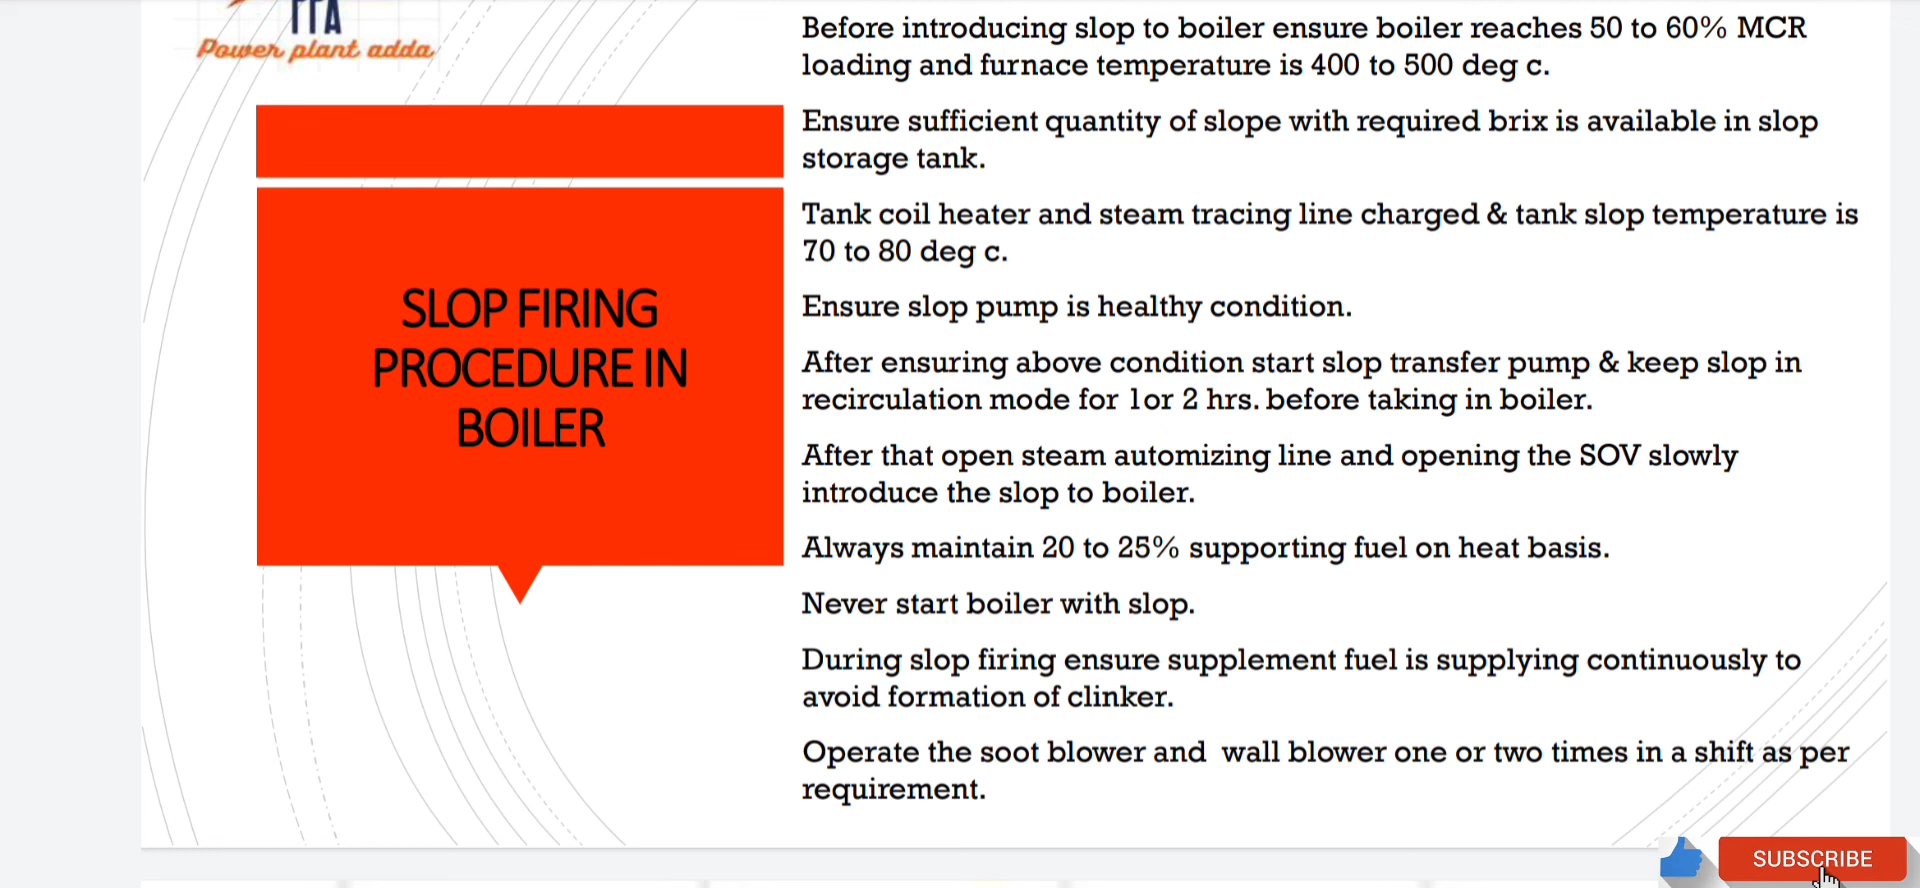 PPA
Power plant adda
SLOP FIRING
PROCEDURE IN
BOILER
Before introducing slop to boiler ensure boiler reaches 50 to 60% MCR
loading and furnace temperature is 400 to 500 deg c.
Ensure sufficient quantity of slope with required brix is available in slop
storage tank.
Tank coil heater and steam tracing line charged & tank slop temperature is
70 to 80 deg c.
Ensure slop pump is healthy condition.
After ensuring above condition start slop transfer pump & keep slop in
recirculation mode for 1or 2 hrs. before taking in boiler.
After that open steam automizing line and opening the SOV slowly
introduce the slop to boiler.
Always maintain 20 to 25% supporting fuel on heat basis.
Never start boiler with slop.
During slop firing ensure supplement fuel is supplying continuously to
avoid formation of clinker.
Operate the soot blower and  wall blower one or two times in a shift as per
requirement.
SUBSCRIBE